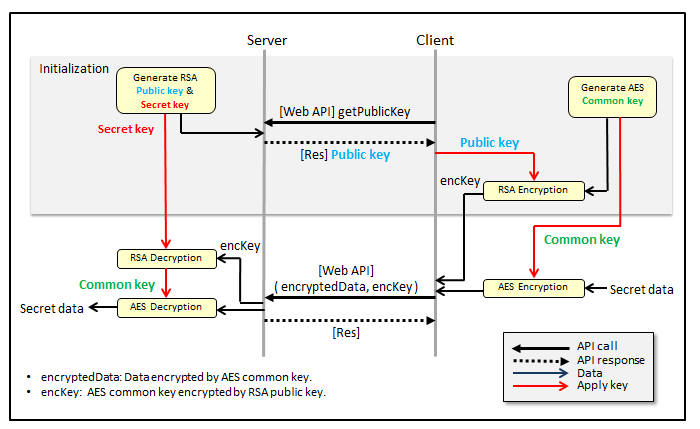 Server
Client
Initialization
Generate RSA
Public key &
Secret key
Generate AES
Common key
[Web API] getPublicKey
Secret key
Public key
[Res] Public key
encKey
RSA Encryption
Common key
encKey
RSA Decryption
[Web API]
( encryptedData, encKey )
Common key
AES Encryption
Secret data
Secret data
AES Decryption
[Res]
API call
API response
Data
Apply key
• encryptedData: Data encrypted by AES common key.
• encKey: AES common key encrypted by RSA public key.